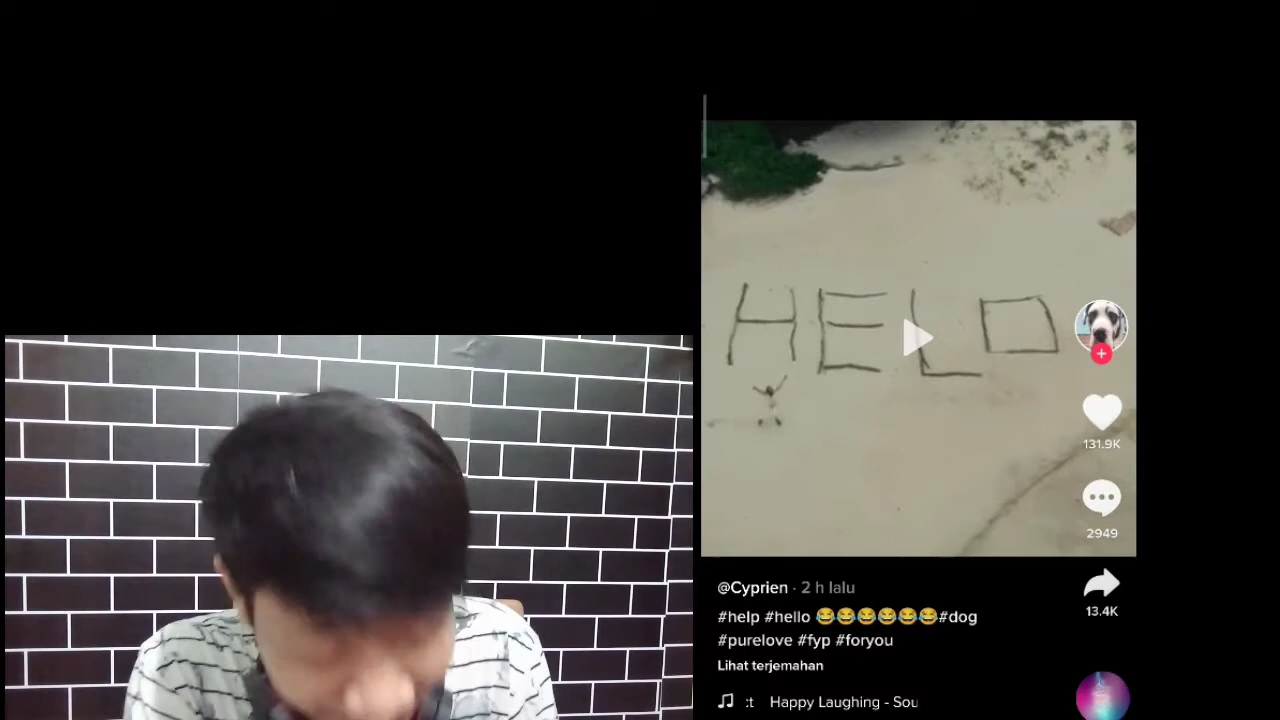 HELO
131.9K
2949
13.4K
@Cyprien · 2 h lalu
#help #hello 😂😂😂😂😂😂#dog
#purelove #fyp #foryou
Lihat terjemahan
:t Happy Laughing - Sou